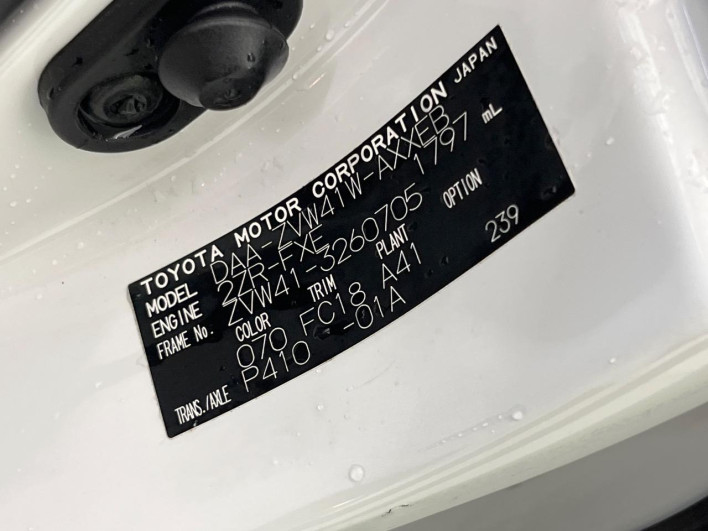 TOYOTA MOTOR CORPORATION JAPAN
MODEL DAA-ZVW41W-AXXEB
ENGINE 2ZR-FXE 1797 mL
FRAME No. ZVW41-3260705
COLOR TRIM PLANT OPTION
070 FC18 A41 239
TRANS./AXLE P410 -01A